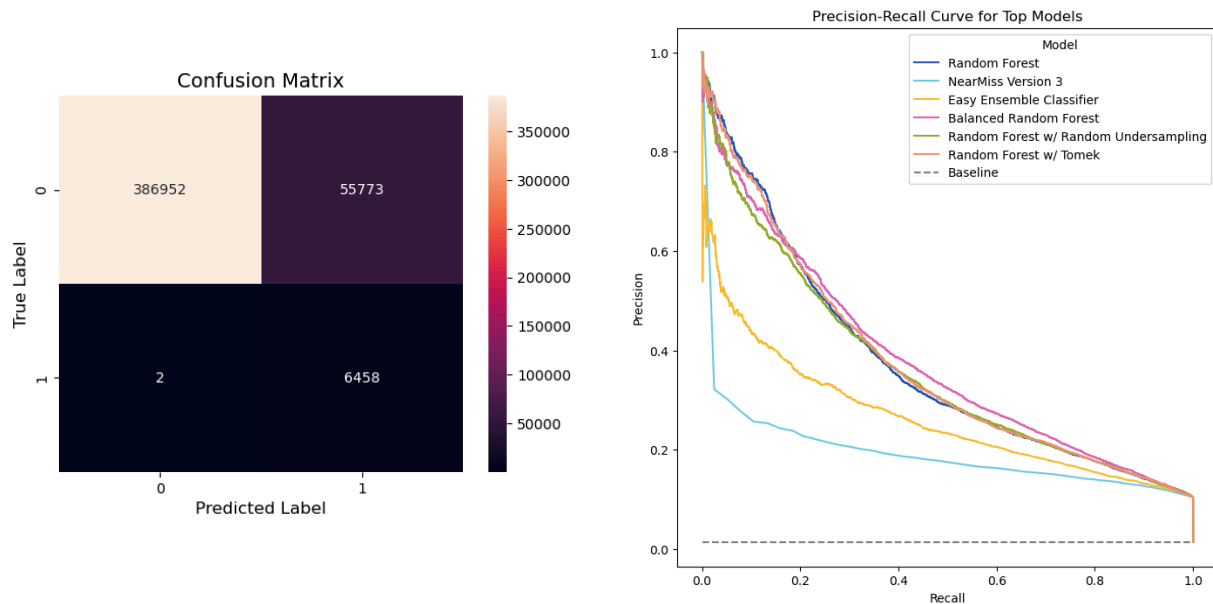 Confusion Matrix
True Label
0
1
386952
55773
2
6458
0
1
Predicted Label
350000
300000
250000
200000
150000
100000
50000
Precision-Recall Curve for Top Models
Precision
1.0
0.8
0.6
0.4
0.2
0.0
Model
Random Forest
NearMiss Version 3
Easy Ensemble Classifier
Balanced Random Forest
Random Forest w/ Random Undersampling
Random Forest w/ Tomek
Baseline
0.0
0.2
0.4
0.6
0.8
1.0
Recall